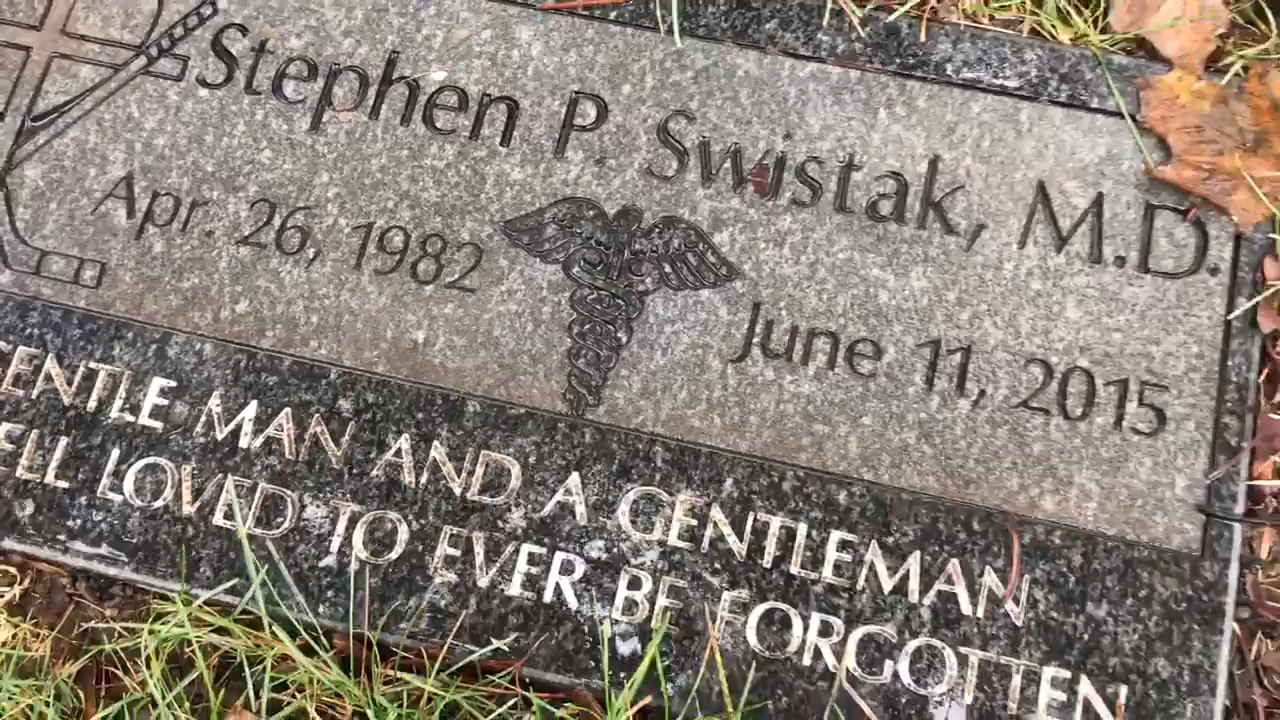 Stephen P. Swistak, M.D.
Apr. 26, 1982 June 11, 2015
MAN AND A GENTLEMAN
LOVED TO EVER BE FORGOTTEN